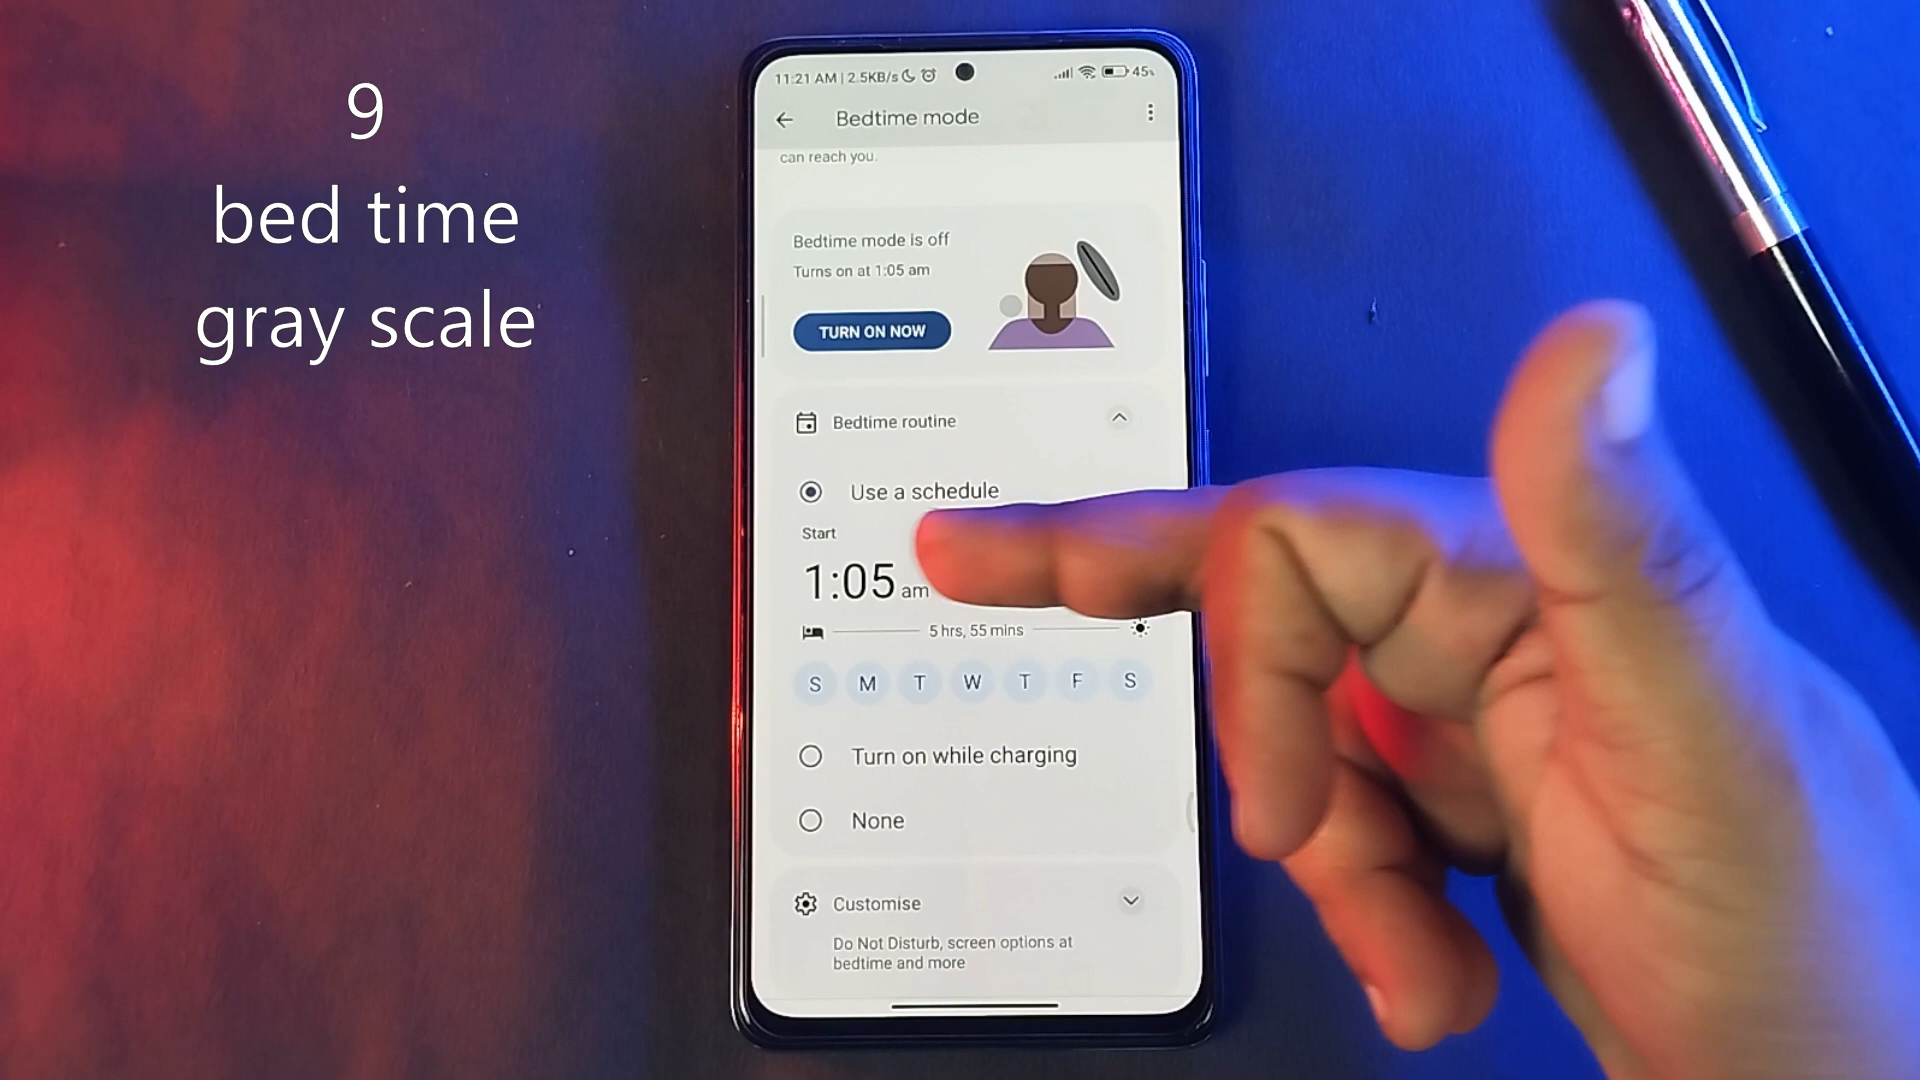 9
bed time
gray scale
11:21 AM | 2.5KB/s
45%
Bedtime mode
can reach you.
Bedtime mode is off
Turns on at 1:05 am
TURN ON NOW
Bedtime routine
Use a schedule
Start
1:05 am
5 hrs, 55 mins
S M T W T F S
Turn on while charging
None
Customise
Do Not Disturb, screen options at
bedtime and more